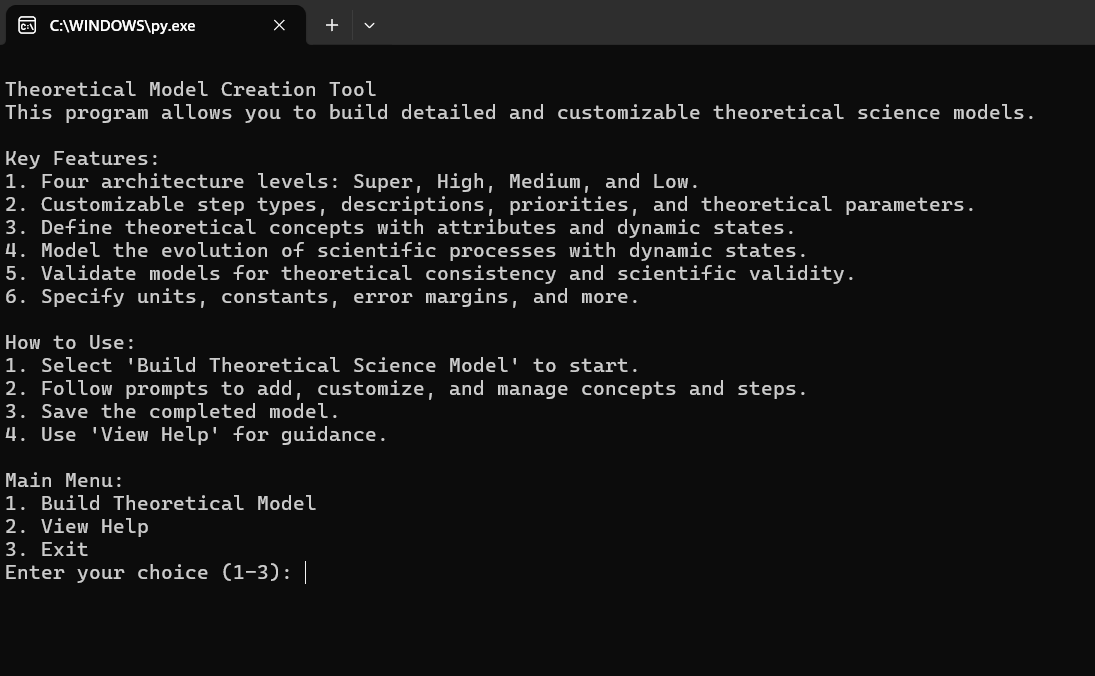 C:\WINDOWS\py.exe
Theoretical Model Creation Tool
This program allows you to build detailed and customizable theoretical science models.
Key Features:
1. Four architecture levels: Super, High, Medium, and Low.
2. Customizable step types, descriptions, priorities, and theoretical parameters.
3. Define theoretical concepts with attributes and dynamic states.
4. Model the evolution of scientific processes with dynamic states.
5. Validate models for theoretical consistency and scientific validity.
6. Specify units, constants, error margins, and more.
How to Use:
1. Select 'Build Theoretical Science Model' to start.
2. Follow prompts to add, customize, and manage concepts and steps.
3. Save the completed model.
4. Use 'View Help' for guidance.
Main Menu:
1. Build Theoretical Model
2. View Help
3. Exit
Enter your choice (1-3):